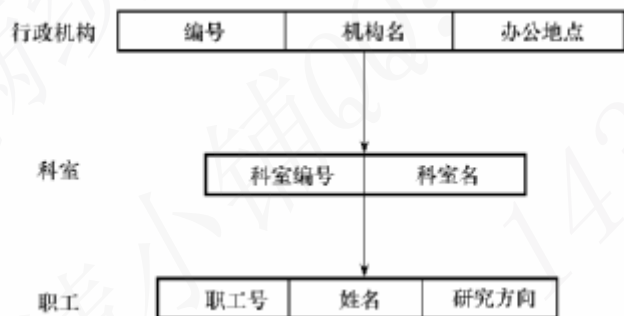 行政机构 编号 机构名 办公地点
科室 科室编号 科室名
职工 职工号 姓名 研究方向